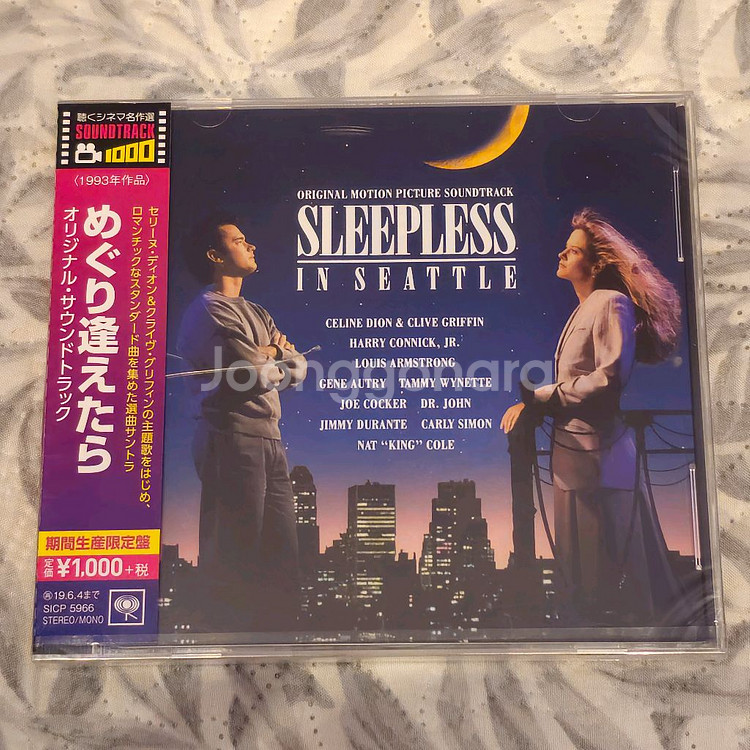 聴くシネマ名作選
SOUNDTRACK
1000
〈1993年作品〉
セリーヌ・ディオン&クライヴ・グリフィンの主題歌をはじめ、
ロマンチックなスタンダード曲を集めた選曲サントラ
めぐり逢えたら
オリジナル・サウンドトラック
期間生産限定盤
定価 ¥1,000+税
19.6.4まで
SICP 5966
STEREO/MONO
ORIGINAL MOTION PICTURE SOUNDTRACK
SLEEPLESS
IN SEATTLE
CELINE DION & CLIVE GRIFFIN
HARRY CONNICK, JR.
LOUIS ARMSTRONG
GENE AUTRY TAMMY WYNETTE
JOE COCKER DR. JOHN
JIMMY DURANTE CARLY SIMON
NAT "KING" COLE
Joonggonara